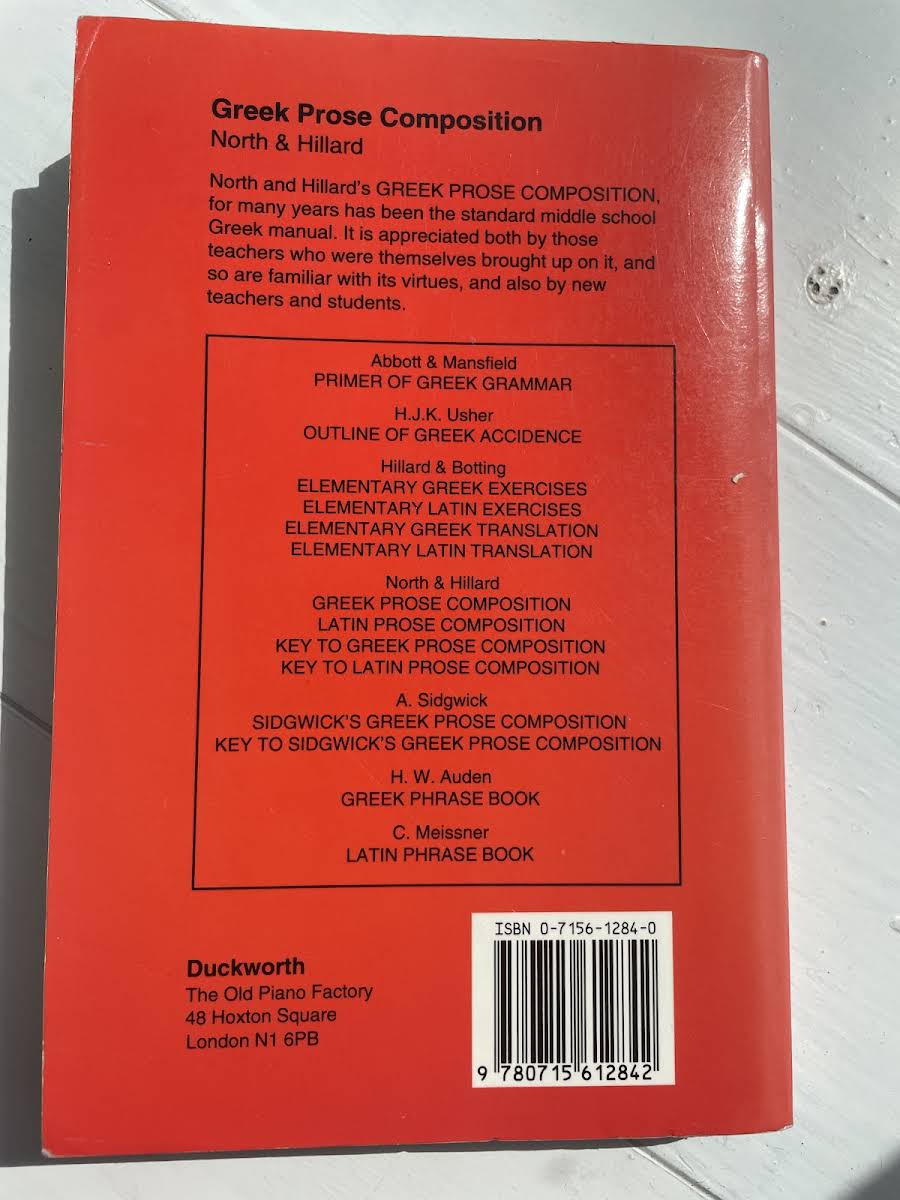 Greek Prose Composition
North & Hillard
North and Hillard's GREEK PROSE COMPOSITION,
for many years has been the standard middle school
Greek manual. It is appreciated both by those
teachers who were themselves brought up on it, and
so are familiar with its virtues, and also by new
teachers and students.
Abbott & Mansfield
PRIMER OF GREEK GRAMMAR
H.J.K. Usher
OUTLINE OF GREEK ACCIDENCE
Hillard & Botting
ELEMENTARY GREEK EXERCISES
ELEMENTARY LATIN EXERCISES
ELEMENTARY GREEK TRANSLATION
ELEMENTARY LATIN TRANSLATION
North & Hillard
GREEK PROSE COMPOSITION
LATIN PROSE COMPOSITION
KEY TO GREEK PROSE COMPOSITION
KEY TO LATIN PROSE COMPOSITION
A. Sidgwick
SIDGWICK'S GREEK PROSE COMPOSITION
KEY TO SIDGWICK'S GREEK PROSE COMPOSITION
H. W. Auden
GREEK PHRASE BOOK
C. Meissner
LATIN PHRASE BOOK
Duckworth
The Old Piano Factory
48 Hoxton Square
London N1 6PB
ISBN 0-7156-1284-0
9 780715 612842